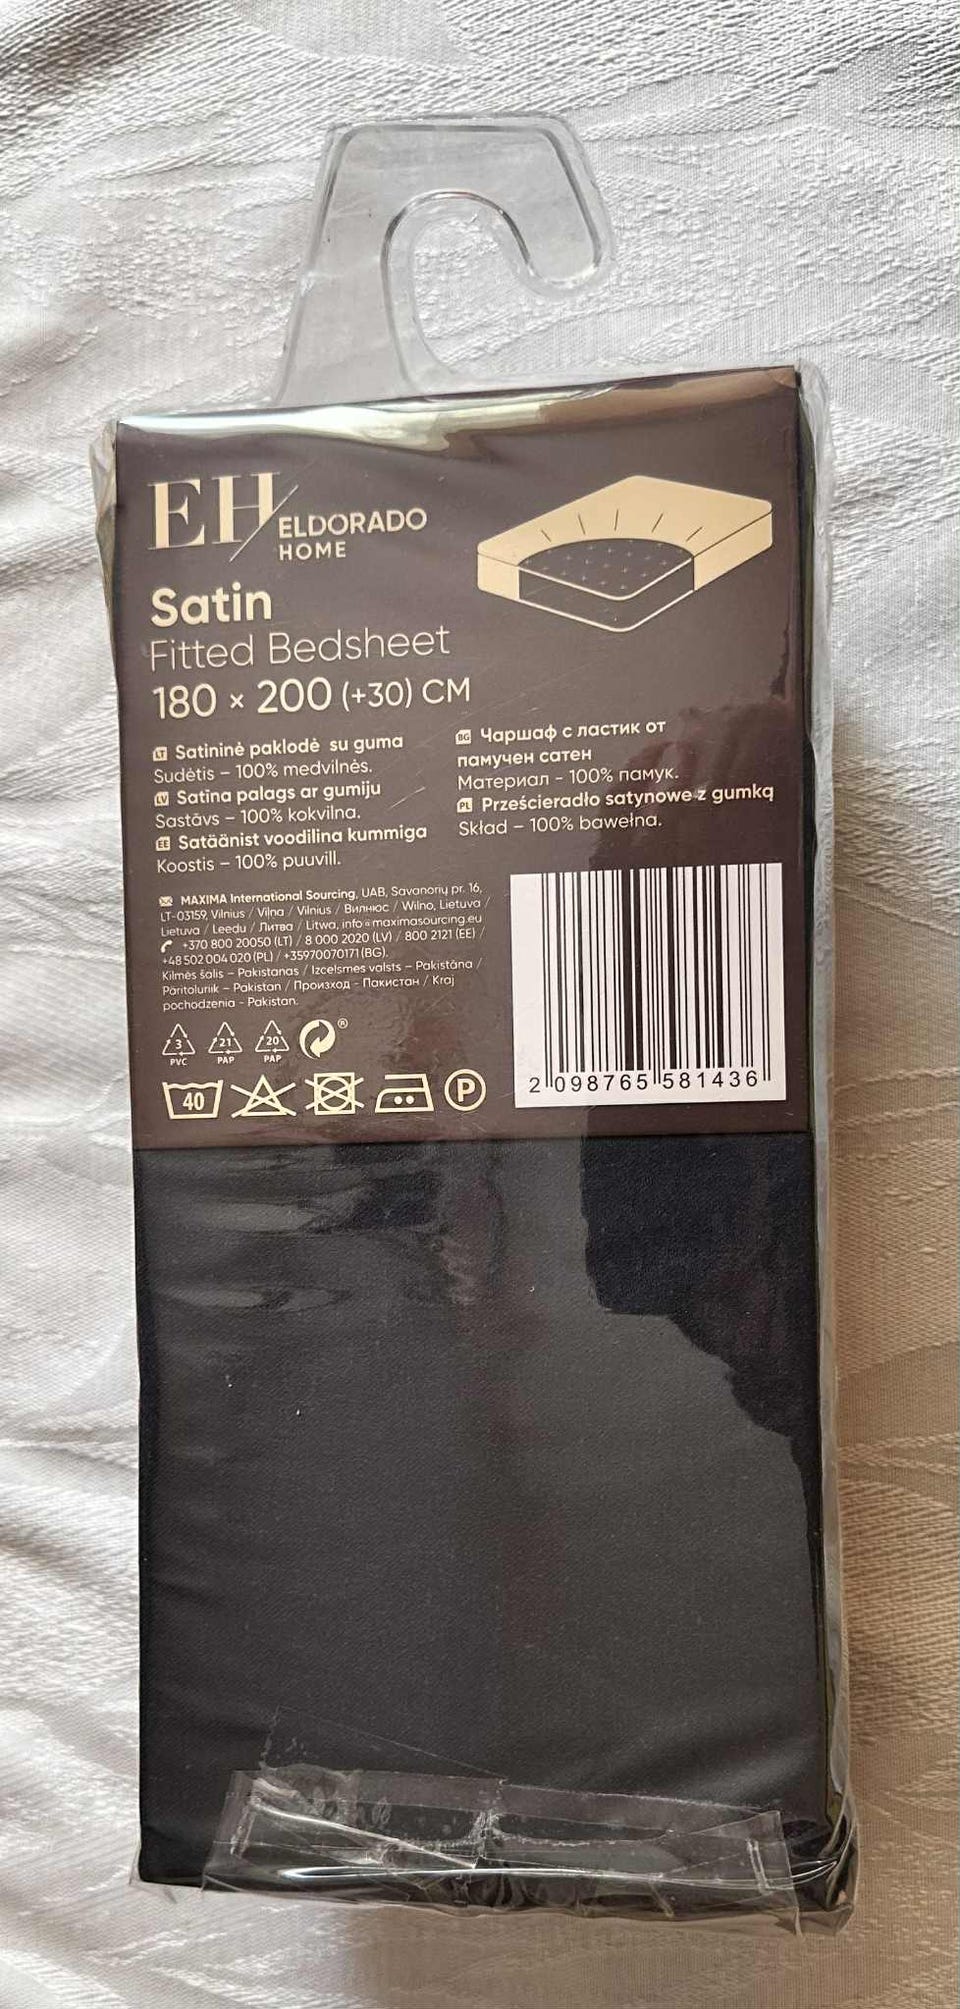 EH ELDORADO
HOME
Satin
Fitted Bedsheet
180 × 200 (+30) CM
LT Satininė paklodė su guma
Sudėtis – 100% medvilnės.
LV Satīna palags ar gumiju
Sastāvs – 100% kokvilna.
EE Satäänist voodilina kummiga
Koostis – 100% puuvill.
BG Чаршаф с ластик от
памучен сатен
Материал - 100% памук.
PL Prześcieradło satynowe z gumką
Skład – 100% bawełna.
MAXIMA International Sourcing, UAB, Savanorių pr. 16,
LT-03159, Vilnius / Viļņa / Vilnius / Вилнюс / Wilno, Lietuva /
Lietuva / Leedu / Литва / Litwa, info@maximasourcing.eu
+370 800 20050 (LT) / 8 000 2020 (LV) / 800 2121 (EE) /
+48 502 004 020 (PL) / +35970070171 (BG).
Kilmės šalis – Pakistanas / Izcelsmes valsts – Pakistāna /
Päritoluriik – Pakistan / Произход - Пакистан / Kraj
pochodzenia - Pakistan.
3 21 20 ®
PVC PAP PAP
40 P
2 098765 581436